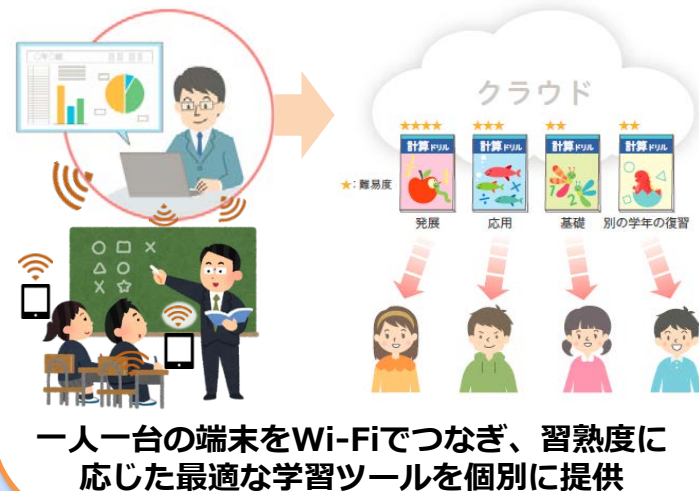 クラウド
★★★★ ★★★ ★★ ★★
計算ドリル 計算ドリル 計算ドリル 計算ドリル
★:難易度
発展 応用 基礎 別の学年の復習
一人一台の端末をWi-Fiでつなぎ、習熟度に
応じた最適な学習ツールを個別に提供